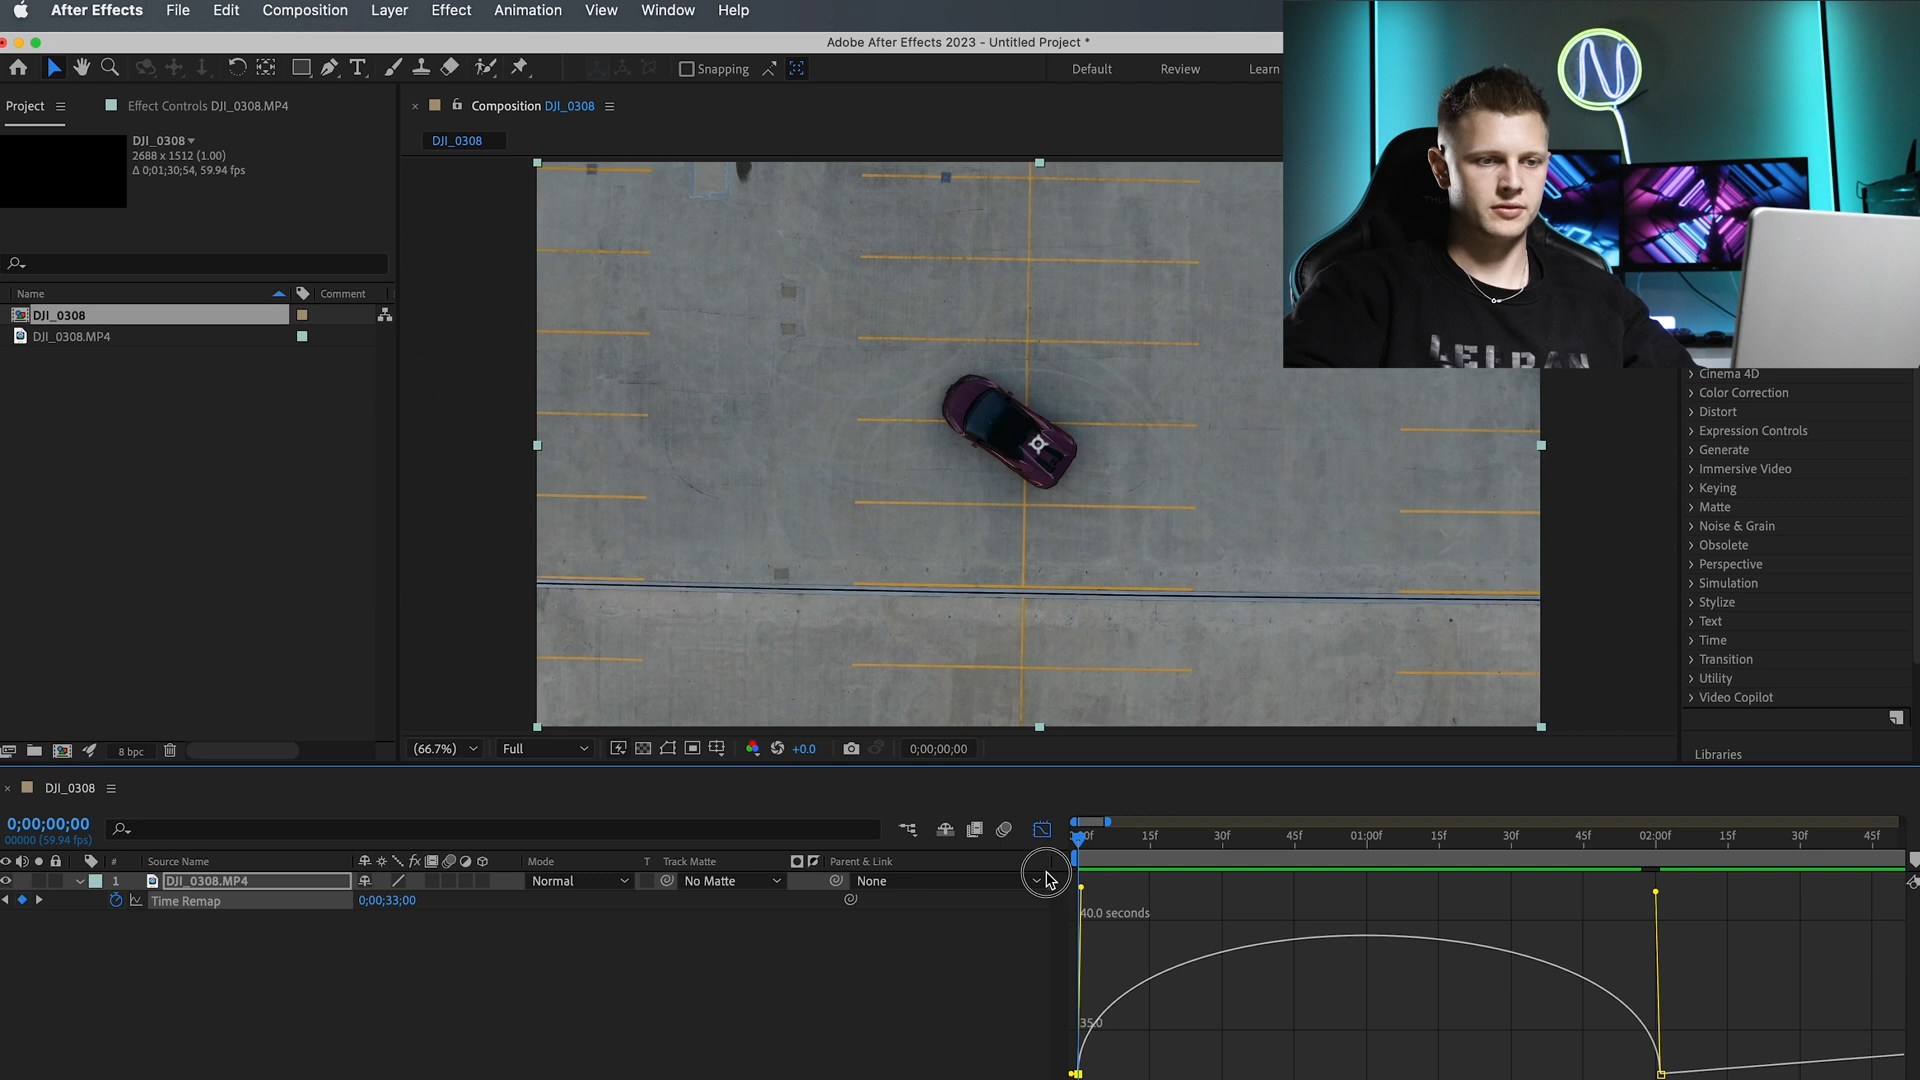 After Effects File Edit Composition Layer Effect Animation View Window Help
Adobe After Effects 2023 - Untitled Project *
Snapping
Default Review Learn
Project Effect Controls DJI_0308.MP4
Composition DJI_0308
DJI_0308
DJI_0308
2688 x 1512 (1.00)
Δ 0;01;30;54, 59.94 fps
Name Comment
DJI_0308
DJI_0308.MP4
Cinema 4D
Color Correction
Distort
Expression Controls
Generate
Immersive Video
Keying
Matte
Noise & Grain
Obsolete
Perspective
Simulation
Stylize
Text
Time
Transition
Utility
Video Copilot
Libraries
8 bpc
(66.7%) Full +0.0 0;00;00;00
DJI_0308
0;00;00;00
00000 (59.94 fps)
15f 30f 45f 01:00f 15f 30f 45f 02:00f 15f 30f 45f
# Source Name fx Mode T Track Matte Parent & Link
1 DJI_0308.MP4 Normal No Matte None
Time Remap 0;00;33;00
40.0 seconds
35.0